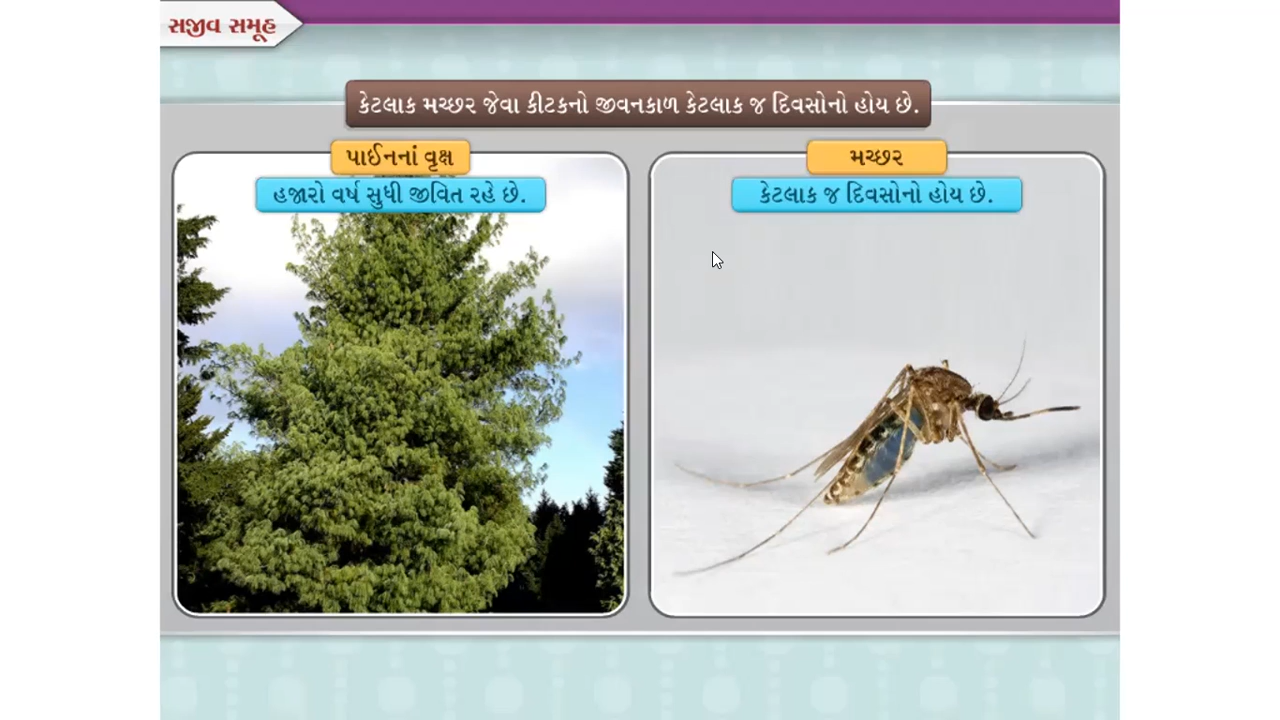 સજીવ સમૂહ
કેટલાક મચ્છર જેવા કીટકનો જીવનકાળ કેટલાક જ દિવસોનો હોય છે.
પાઈનનાં વૃક્ષ
હજારો વર્ષ સુધી જીવિત રહે છે.
મચ્છર
કેટલાક જ દિવસોનો હોય છે.